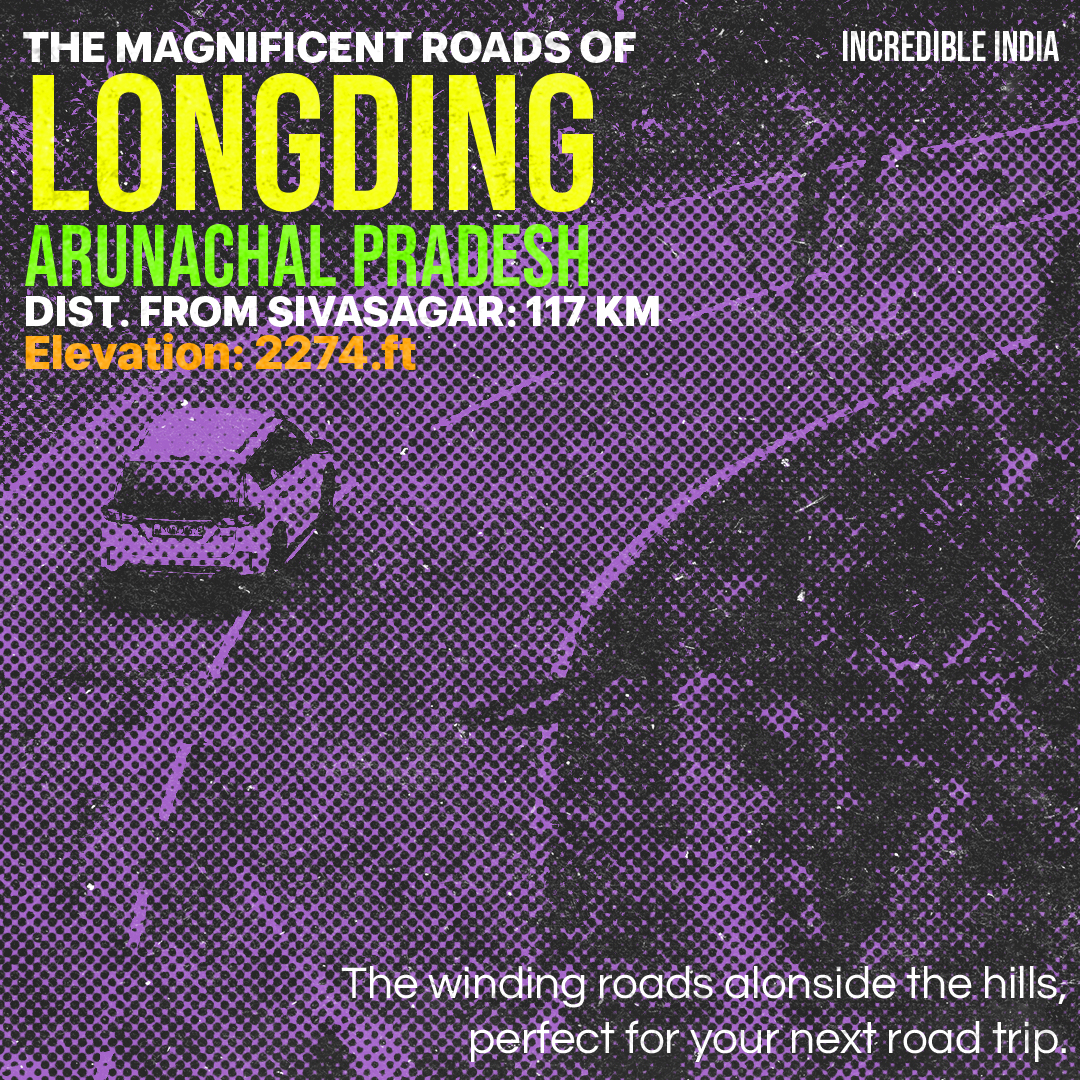 THE MAGNIFICENT ROADS OF
INCREDIBLE INDIA
LONGDING
ARUNACHAL PRADESH
DIST. FROM SIVASAGAR: 117 KM
Elevation: 2274.ft
The winding roads alonside the hills,
perfect for your next road trip.